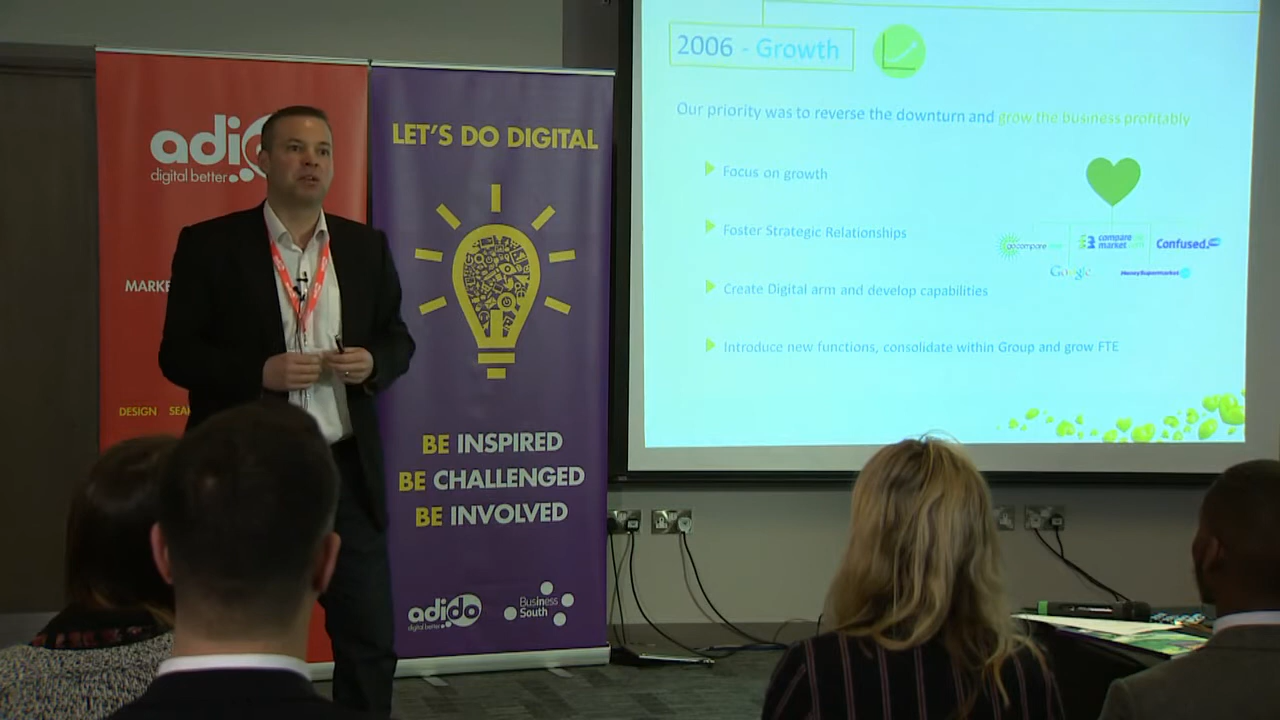 adido
digital better
MARKE
DESIGN SEA
LET'S DO DIGITAL
BE INSPIRED
BE CHALLENGED
BE INVOLVED
adido
digital better
Business
South
2006 - Growth
Our priority was to reverse the downturn and grow the business profitably
Focus on growth
Foster Strategic Relationships
Create Digital arm and develop capabilities
Introduce new functions, consolidate within Group and grow FTE
gocompare
compare
market
Confused.
Google
MoneySupermarket